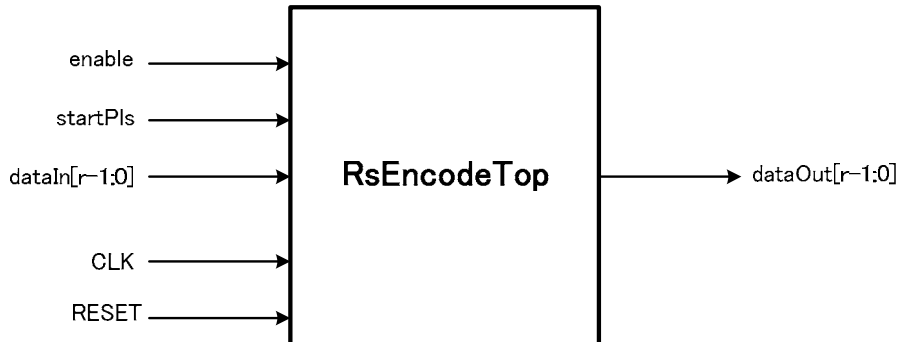 enable
startPls
dataIn[r-1:0]
RsEncodeTop
dataOut[r-1:0]
CLK
RESET